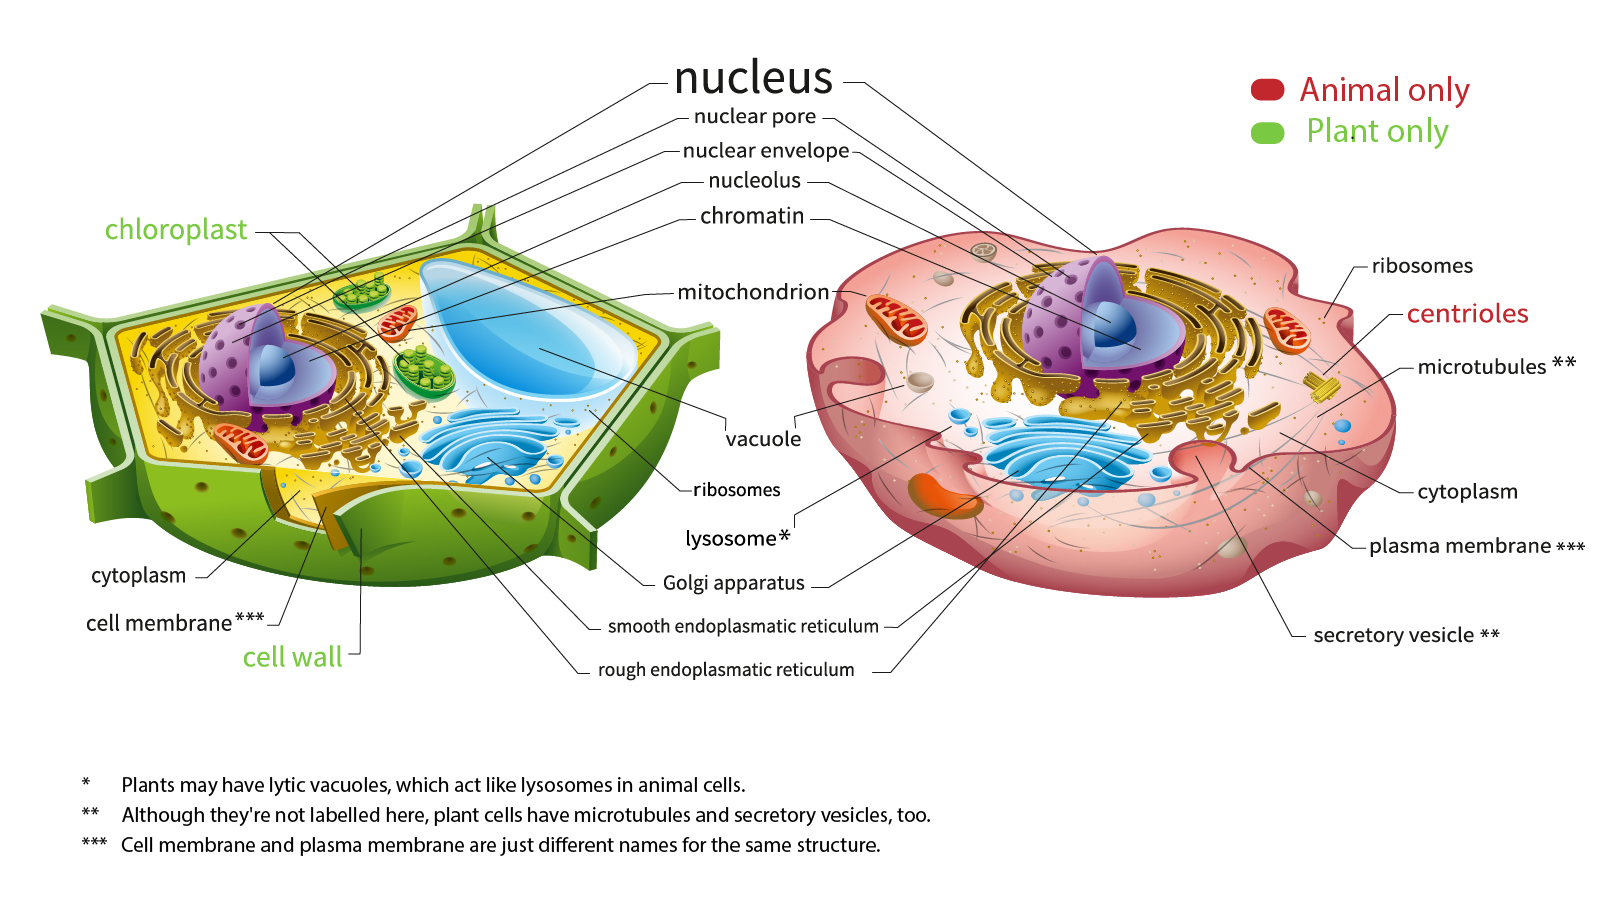 nucleus
nuclear pore
nuclear envelope
nucleolus
chromatin
mitochondrion
Animal only
Plant only
chloroplast
ribosomes
centrioles
microtubules **
vacuole
ribosomes
lysosome*
cytoplasm
plasma membrane ***
Golgi apparatus
cytoplasm
cell membrane***
cell wall
smooth endoplasmatic reticulum
rough endoplasmatic reticulum
secretory vesicle **
* Plants may have lytic vacuoles, which act like lysosomes in animal cells.
** Although they're not labelled here, plant cells have microtubules and secretory vesicles, too.
*** Cell membrane and plasma membrane are just different names for the same structure.